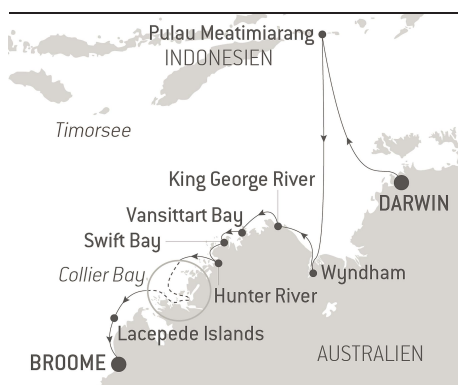 Pulau Meatimiarang
INDONESIEN
Timorsee
King George River
DARWIN
Vansittart Bay
Swift Bay
Collier Bay
Wyndham
Hunter River
Lacepede Islands
AUSTRALIEN
BROOME